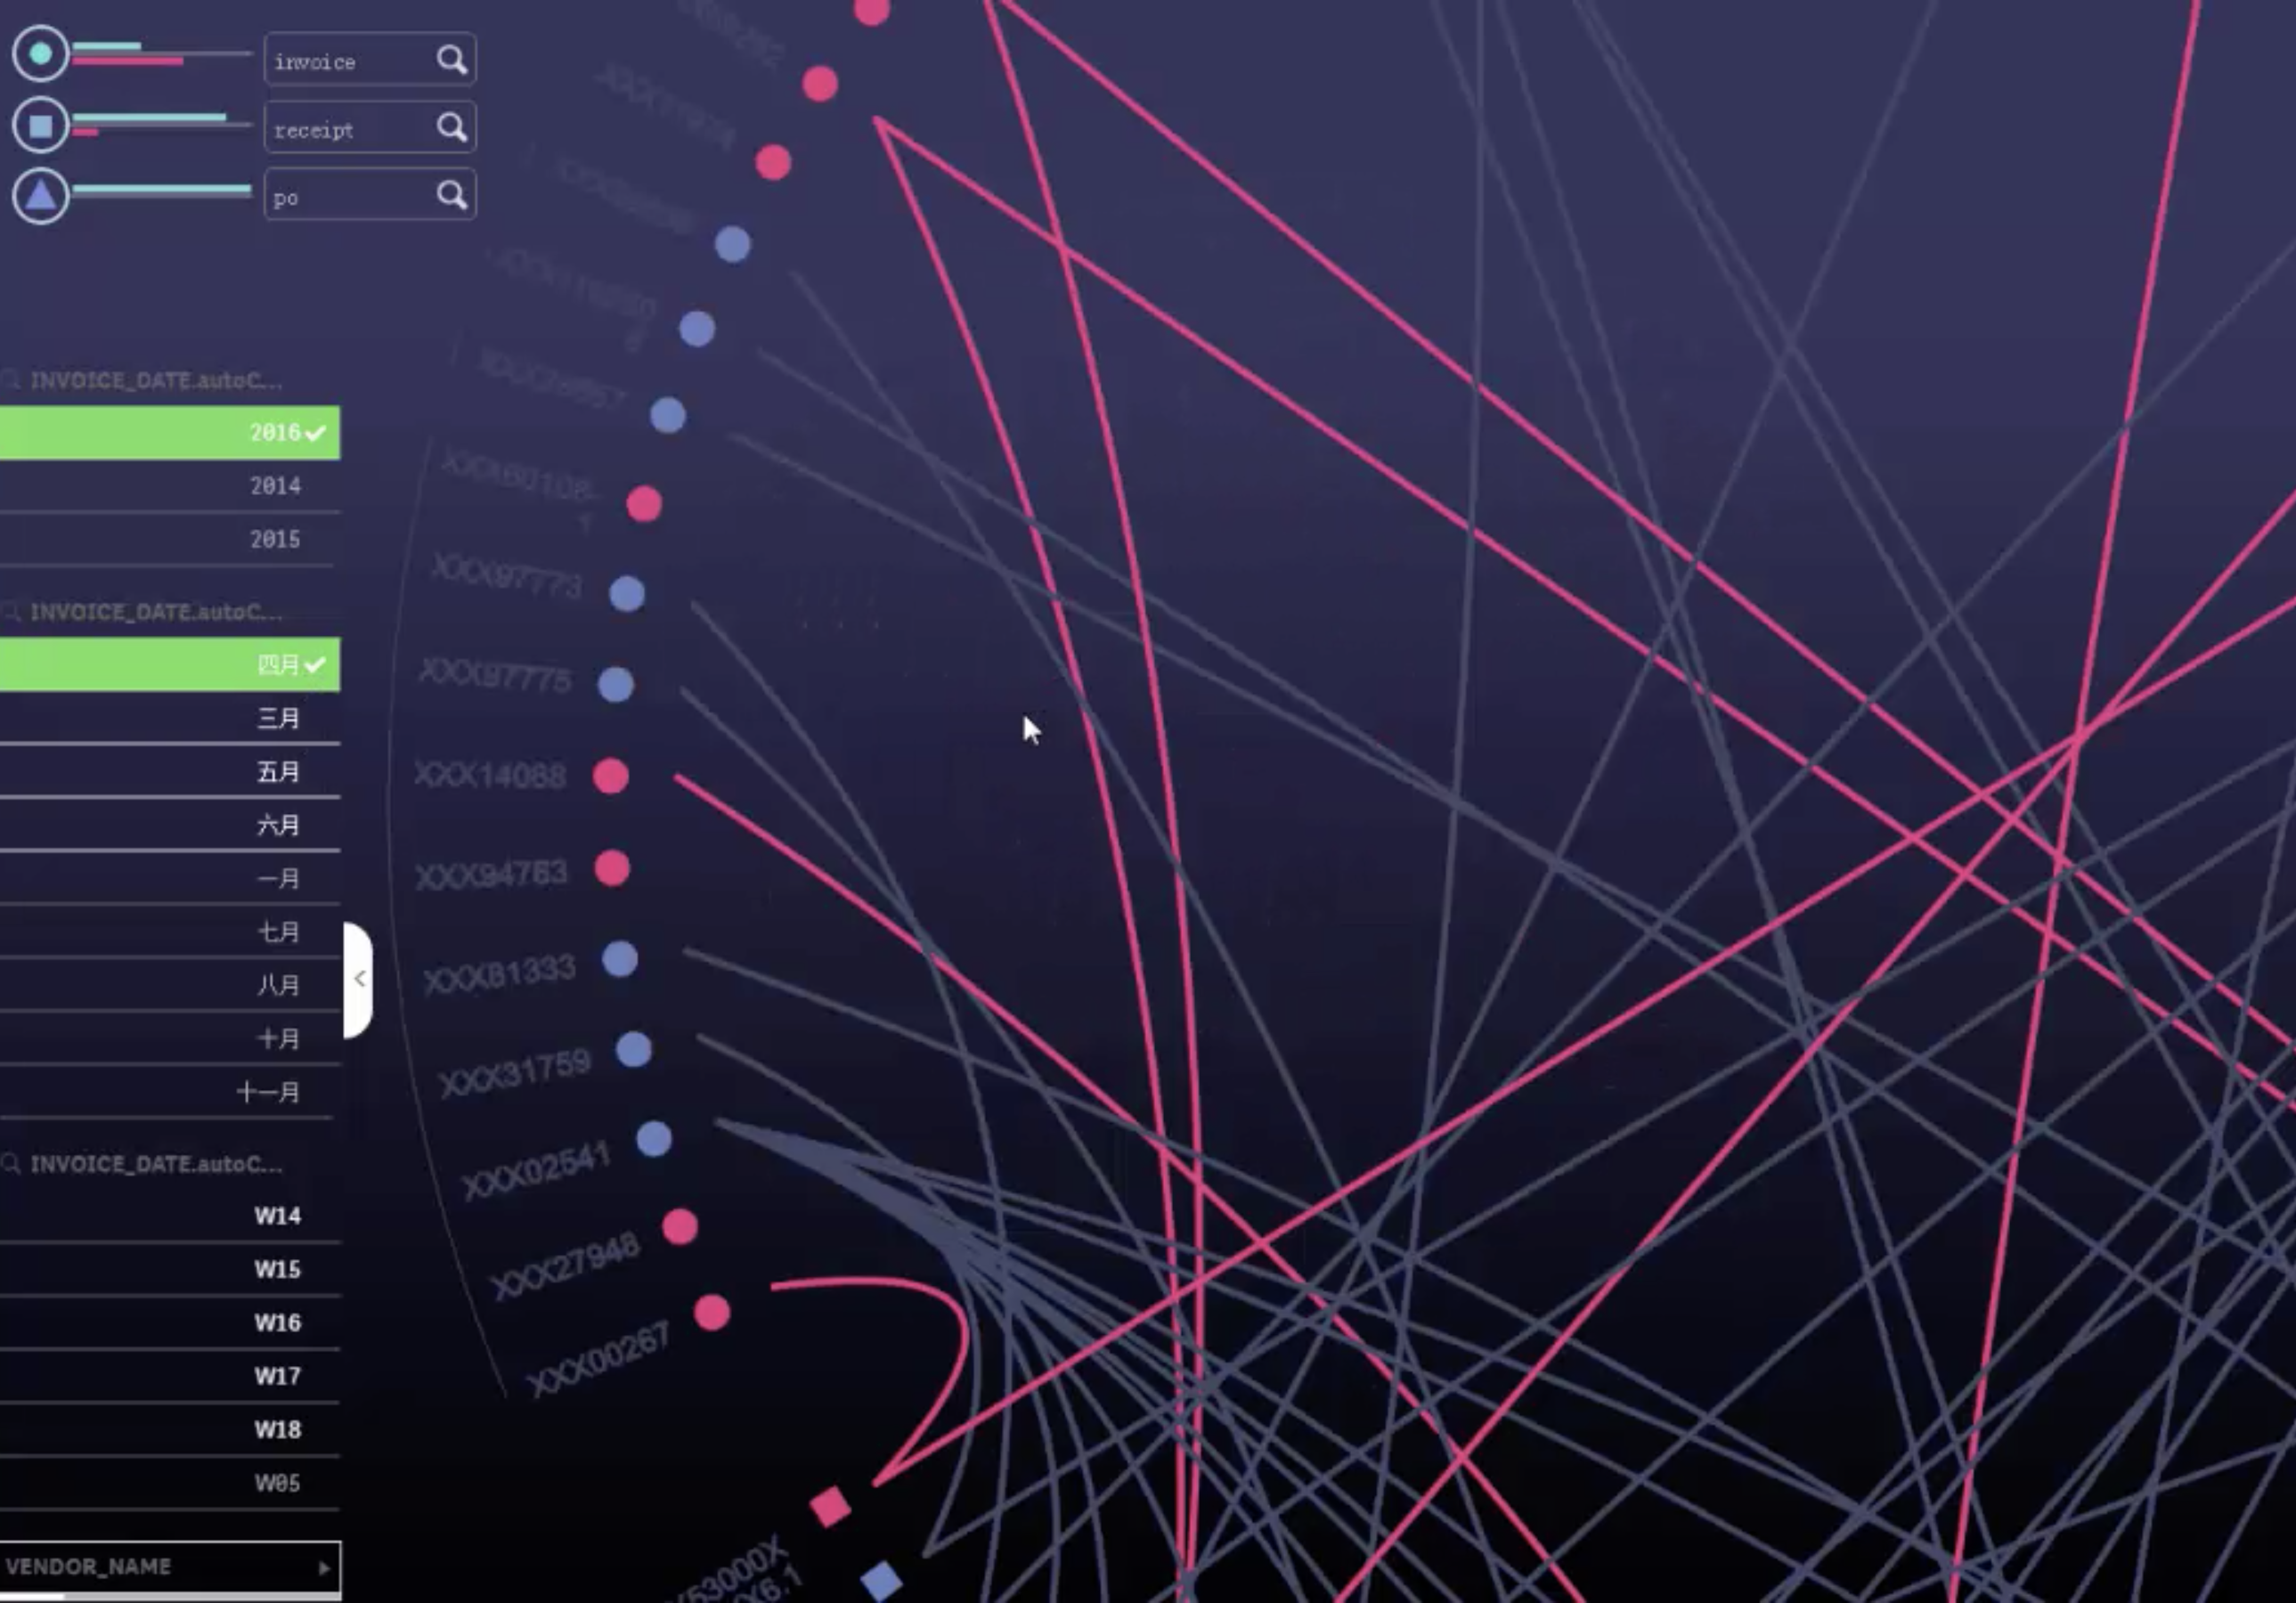 invoice
receipt
po
INVOICE_DATE.autoC...
2016
2014
2015
INVOICE_DATE.autoC...
四月
三月
五月
六月
一月
七月
八月
十月
十一月
INVOICE_DATE.autoC...
W14
W15
W16
W17
W18
W05
VENDOR_NAME
XXX97773
XXX97775
XXX14088
XXX94783
XXX81333
XXX31759
XXX02541
XXX27948
XXX00267